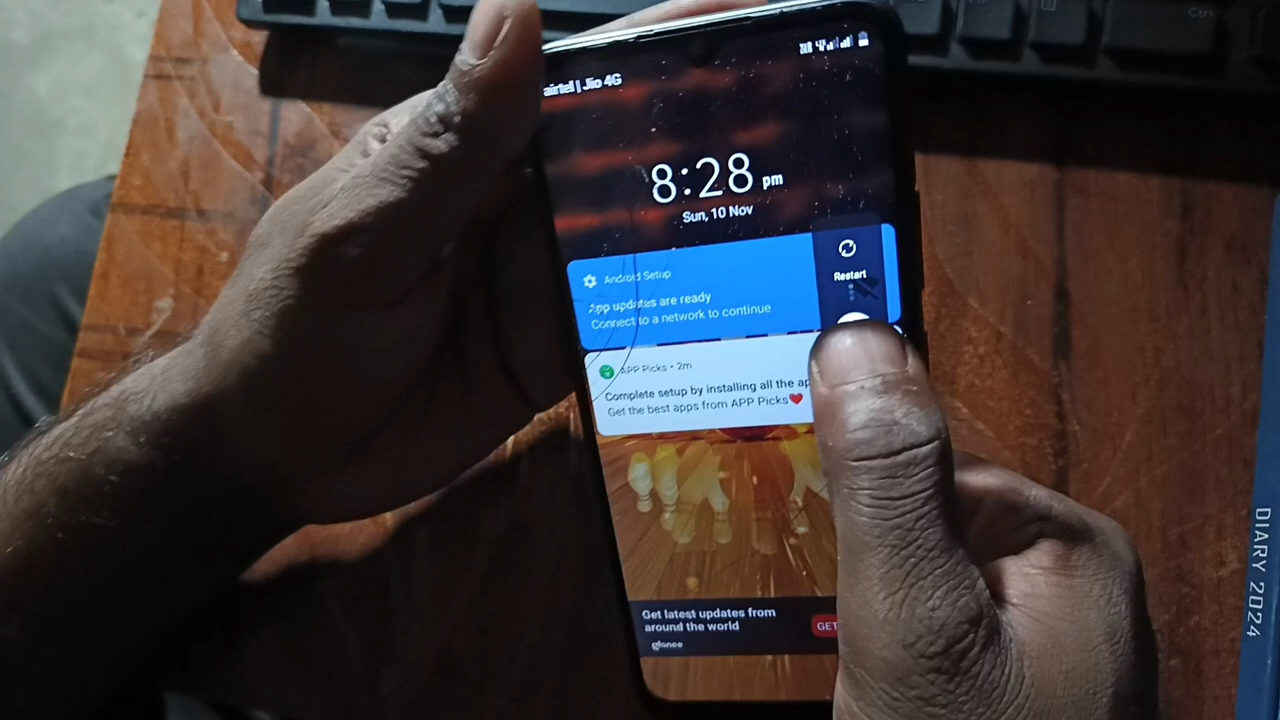 airtel | Jio 4G
8:28 pm
Sun, 10 Nov
Android Setup
App updates are ready
Connect to a network to continue
Restart
APP Picks • 2m
Complete setup by installing all the ap
Get the best apps from APP Picks❤️
Get latest updates from
around the world
GET
glance
Ctrl
DIARY 2024